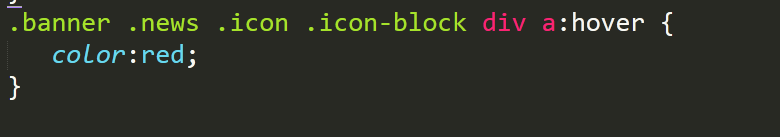 .banner .news .icon .icon-block div a:hover {
color:red;
}